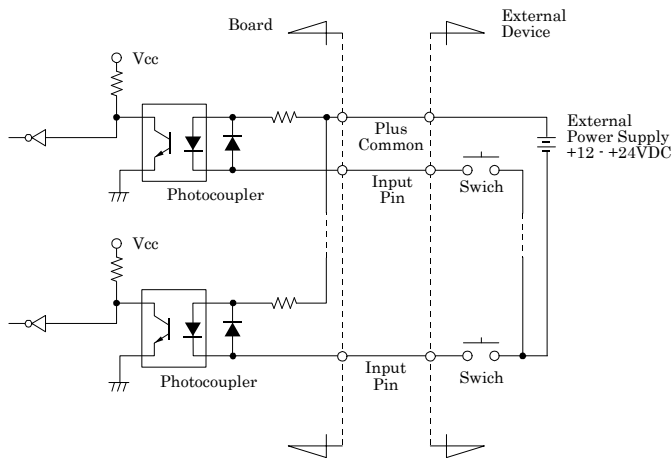 Board
External
Device
Vcc
Plus
Common
External
Power Supply
+12 - +24VDC
Input
Pin
Swich
Photocoupler
Vcc
Input
Pin
Swich
Photocoupler